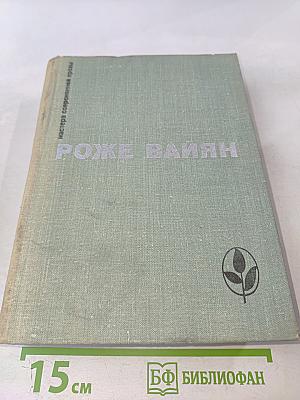 мастера современной прозы
РОЖЕ ВАЙЯН
15 см
БФ БИБЛИОФАН